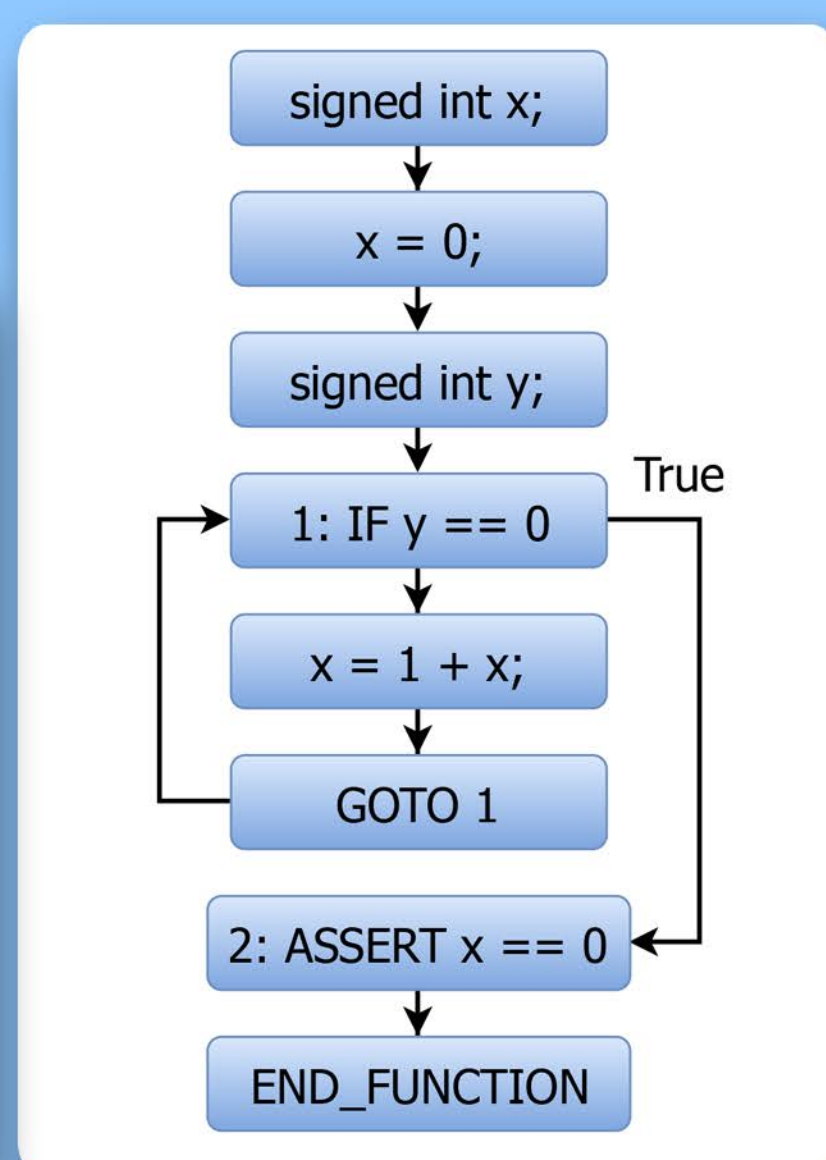 signed int x;
x = 0;
signed int y;
True
1: IF y == 0
x = 1 + x;
GOTO 1
2: ASSERT x == 0
END_FUNCTION